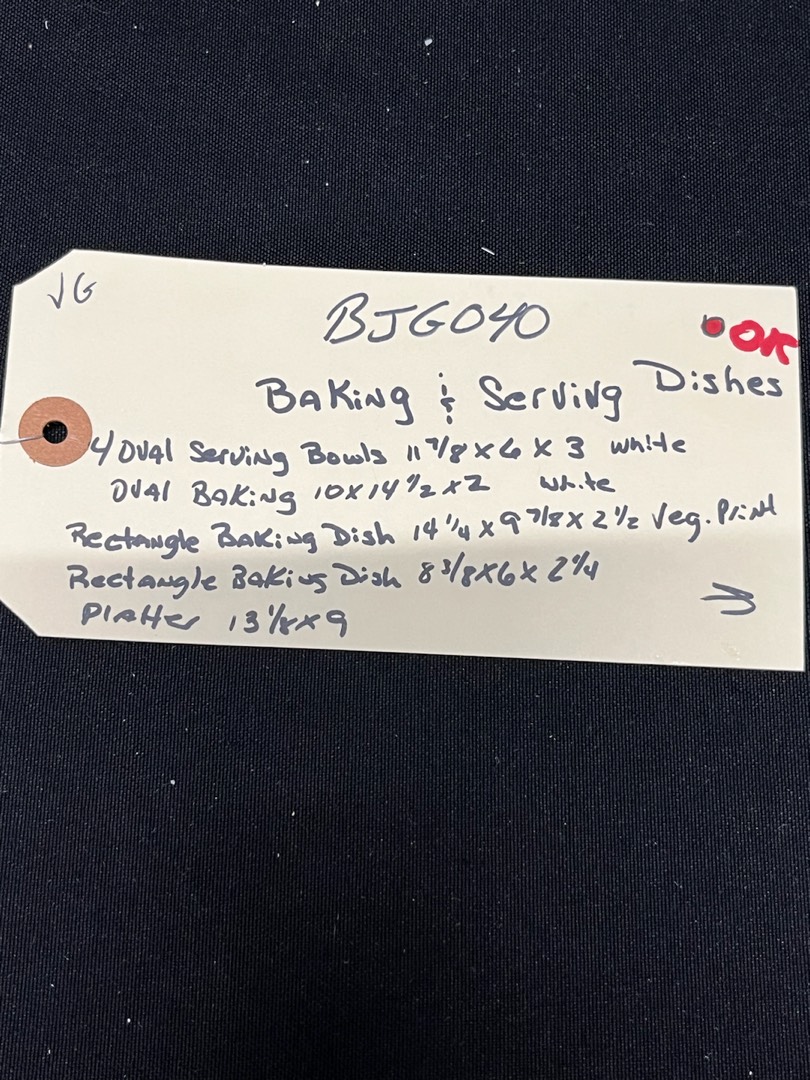 VG
BJG040
OK
Baking & Serving Dishes
4 Oval Serving Bowls 11 7/8 x 6 x 3 white
Oval Baking 10 x 14 1/2 x 2 white
Rectangle Baking Dish 14 1/4 x 9 7/8 x 2 1/2 Veg. Print
Rectangle Baking Dish 8 3/8 x 6 x 2 1/4
Platter 13 1/8 x 9